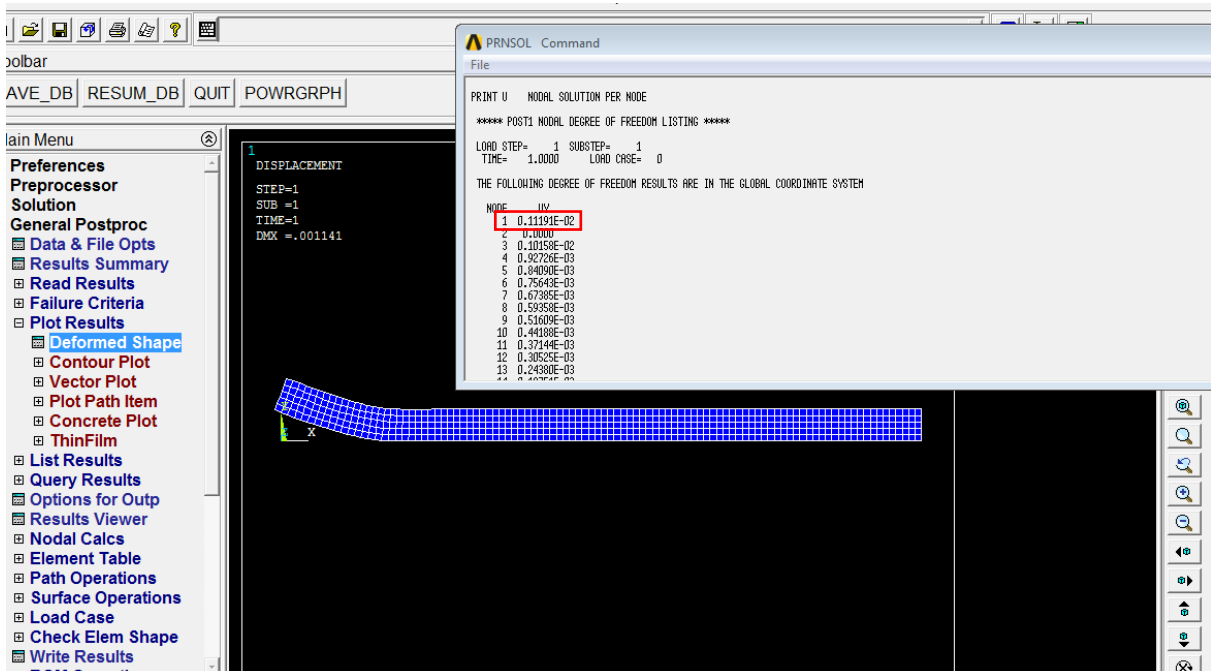 oolbar
AVE_DB RESUM_DB QUIT POWRGRPH
Main Menu
Preferences
Preprocessor
Solution
General Postproc
Data & File Opts
Results Summary
Read Results
Failure Criteria
Plot Results
Deformed Shape
Contour Plot
Vector Plot
Plot Path Item
Concrete Plot
ThinFilm
List Results
Query Results
Options for Outp
Results Viewer
Nodal Calcs
Element Table
Path Operations
Surface Operations
Load Case
Check Elem Shape
Write Results
1
DISPLACEMENT
STEP=1
SUB =1
TIME=1
DMX =.001141
X
PRNSOL Command
File
PRINT U NODAL SOLUTION PER NODE
***** POST1 NODAL DEGREE OF FREEDOM LISTING *****
LOAD STEP= 1 SUBSTEP= 1
TIME= 1.0000 LOAD CASE= 0
THE FOLLOWING DEGREE OF FREEDOM RESULTS ARE IN THE GLOBAL COORDINATE SYSTEM
NODE UY
1 0.11191E-02
2 0.0000
3 0.10158E-02
4 0.92726E-03
5 0.84090E-03
6 0.75643E-03
7 0.67385E-03
8 0.59358E-03
9 0.51609E-03
10 0.44188E-03
11 0.37144E-03
12 0.30525E-03
13 0.24380E-03